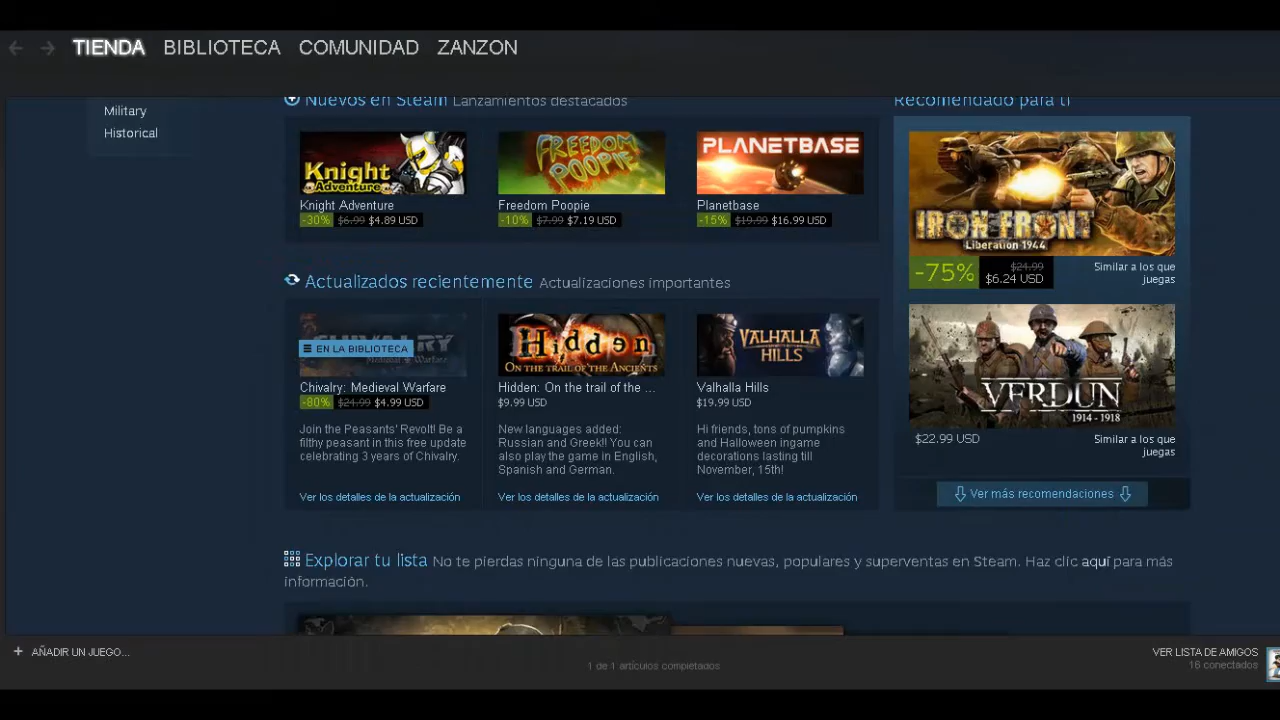 TIENDA BIBLIOTECA COMUNIDAD ZANZON
Military
Historical
Nuevos en Steam Lanzamientos destacados
Knight
Adventure
Knight Adventure
-30% $6.99 $4.89 USD
FREEDOM
POOPIE
Freedom Poopie
-10% $7.99 $7.19 USD
PLANETBASE
Planetbase
-15% $19.99 $16.99 USD
Actualizados recientemente Actualizaciones importantes
CHIVALRY
Medieval Warfare
EN LA BIBLIOTECA
Chivalry: Medieval Warfare
-80% $24.99 $4.99 USD
Join the Peasants' Revolt! Be a
filthy peasant in this free update
celebrating 3 years of Chivalry.
Ver los detalles de la actualización
Hidden
ON THE TRAIL OF THE ANCIENTS
Hidden: On the trail of the ...
$9.99 USD
New languages added:
Russian and Greek!! You can
also play the game in English,
Spanish and German.
Ver los detalles de la actualización
VALHALLA
HILLS
Valhalla Hills
$19.99 USD
Hi friends, tons of pumpkins
and Halloween ingame
decorations lasting till
November, 15th!
Ver los detalles de la actualización
Recomendado para ti
IRON FRONT
Liberation 1944
-75% $24.99
$6.24 USD
Similar a los que
juegas
VERDUN
1914 - 1918
$22.99 USD
Similar a los que
juegas
Ver más recomendaciones
Explorar tu lista No te pierdas ninguna de las publicaciones nuevas, populares y superventas en Steam. Haz clic aquí para más
información.
+ AÑADIR UN JUEGO...
1 de 1 artículos completados
VER LISTA DE AMIGOS
16 conectados